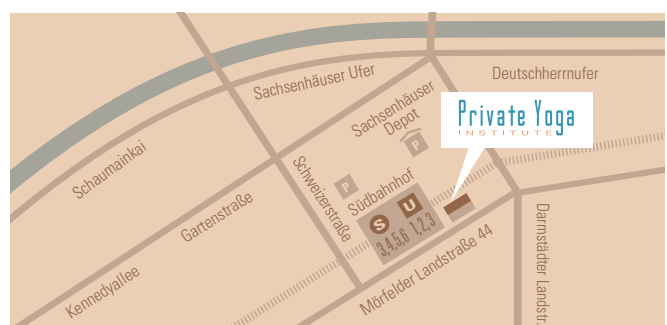 Sachsenhäuser Ufer
Deutschherrnufer
Sachsenhäuser
Depot
Private Yoga
INSTITUTE
P
P
Schaumainkai
Schweizerstraße
Südbahnhof
Gartenstraße
S U
3,4,5,6 1,2,3
Kennedyallee
Mörfelder Landstraße 44
Darmstädter Landstr.